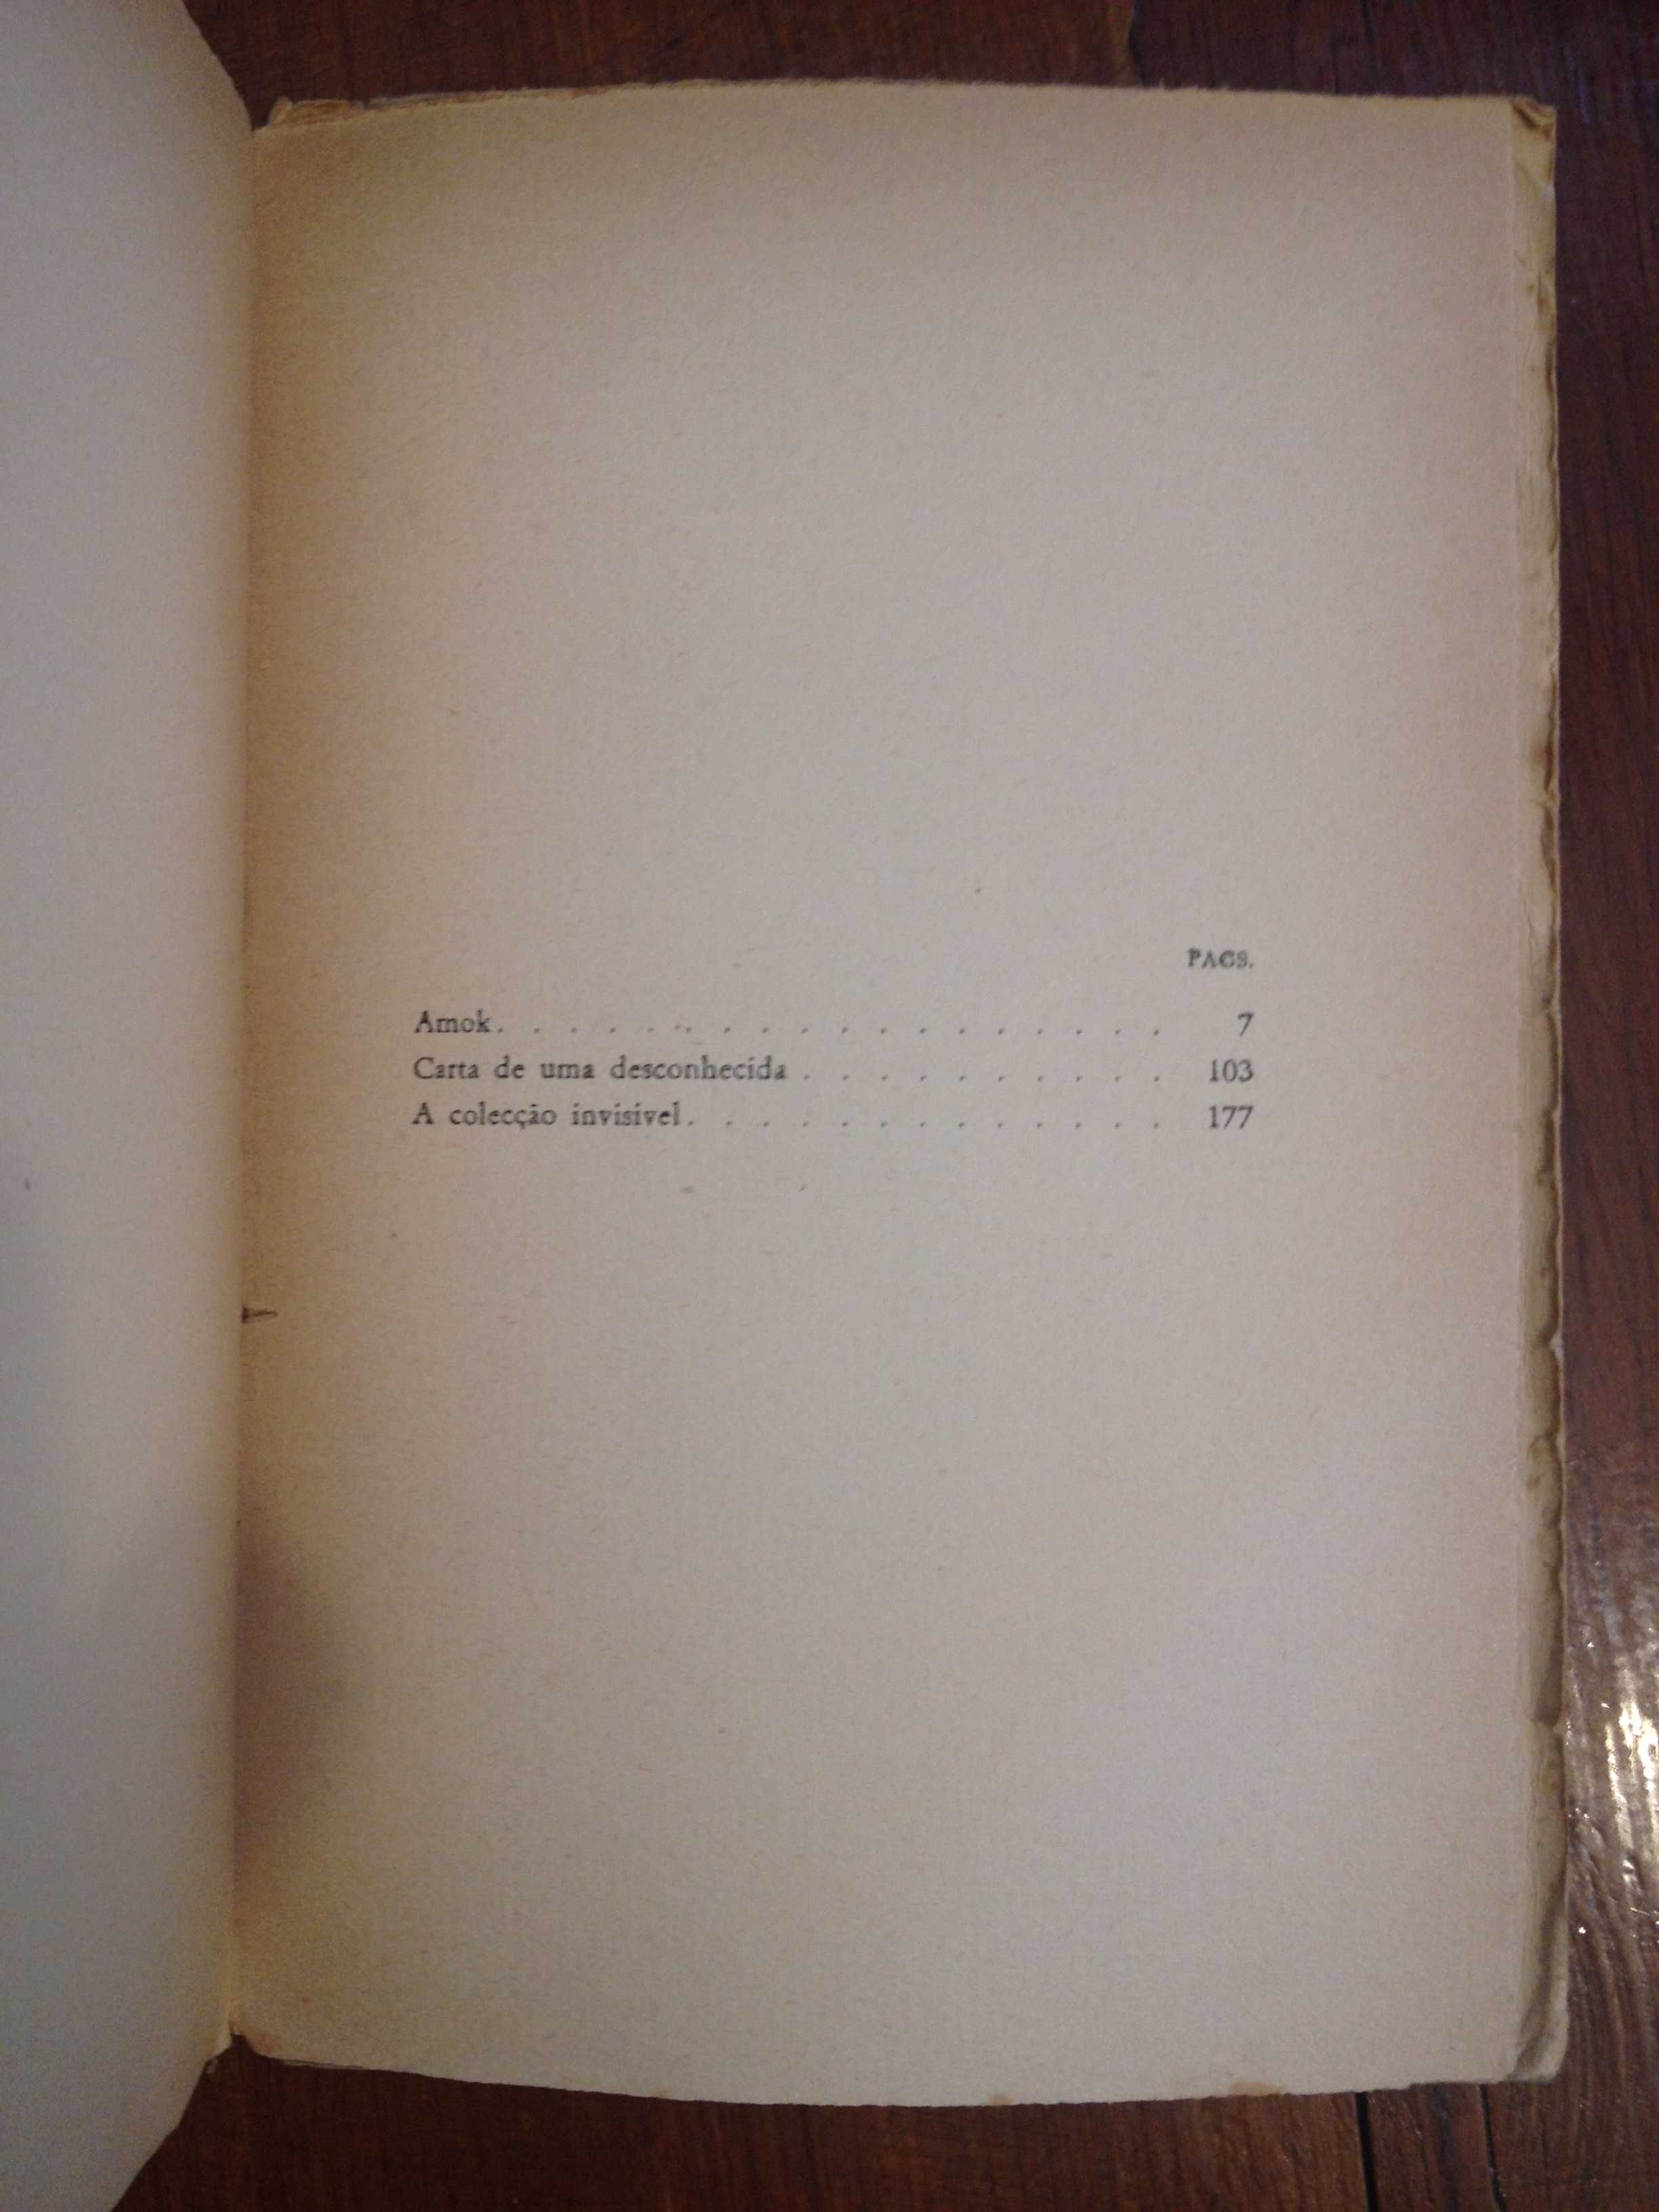 PAGS.
Amok. . . . . . . . . . . . . . . . . . 7
Carta de uma desconhecida . . . . . . . . . . 103
A colecção invisível. . . . . . . . . . . . . 177